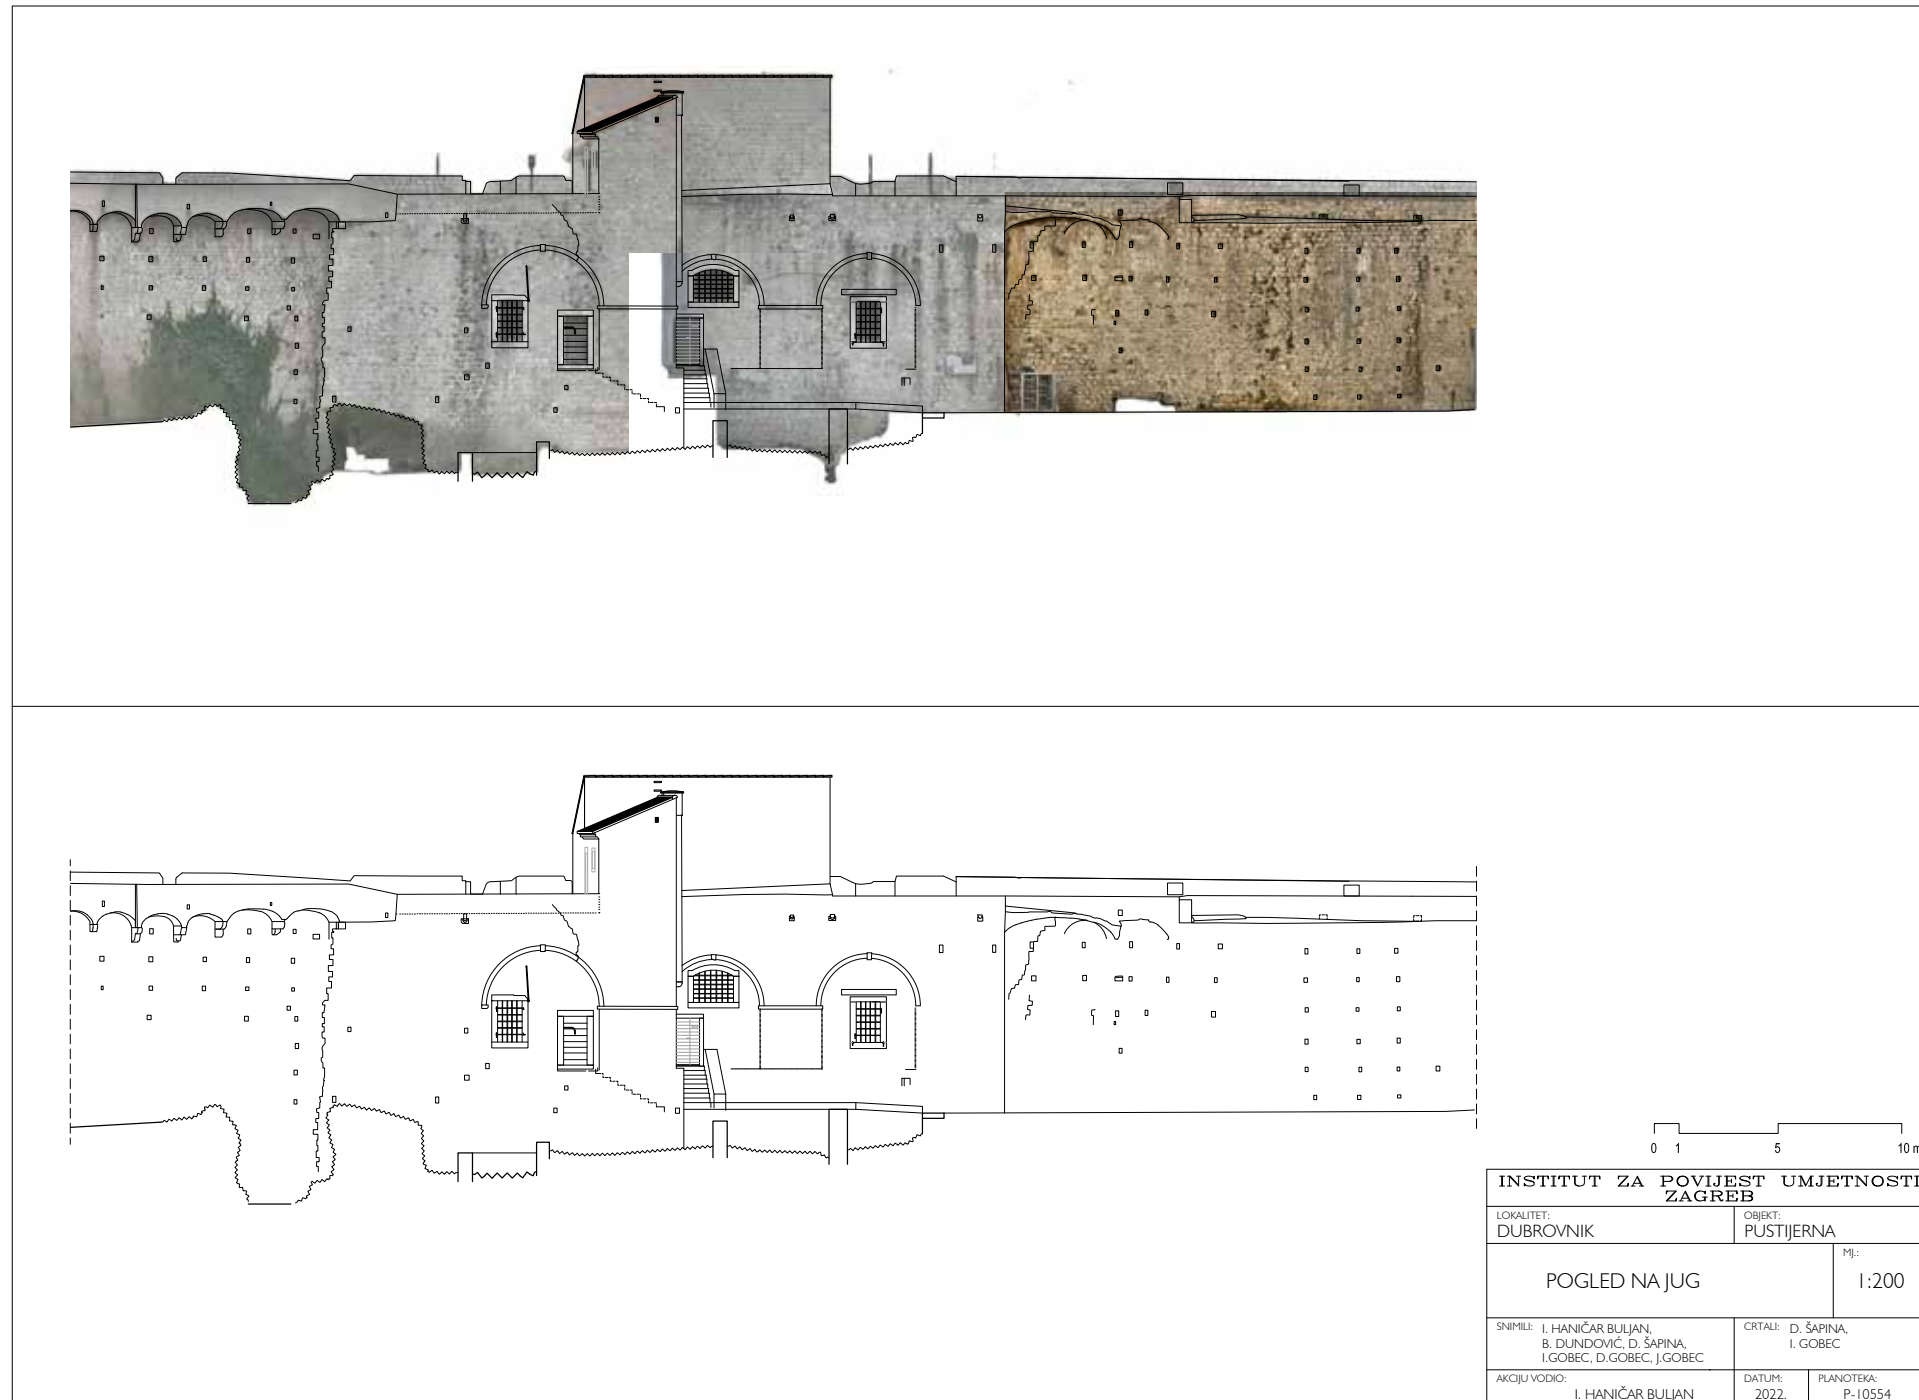 0 1 5 10 m
INSTITUT ZA POVIJEST UMJETNOSTI
ZAGREB
LOKALITET:
DUBROVNIK
OBJEKT:
PUSTIJERNA
POGLED NA JUG
MJ.:
1:200
SNIMILI: I. HANIČAR BULJAN,
B. DUNDOVIĆ, D. ŠAPINA,
I.GOBEC, D.GOBEC, J.GOBEC
CRTALI: D. ŠAPINA,
I. GOBEC
AKCIJU VODIO:
I. HANIČAR BULJAN
DATUM:
2022.
PLANOTEKA:
P-10554